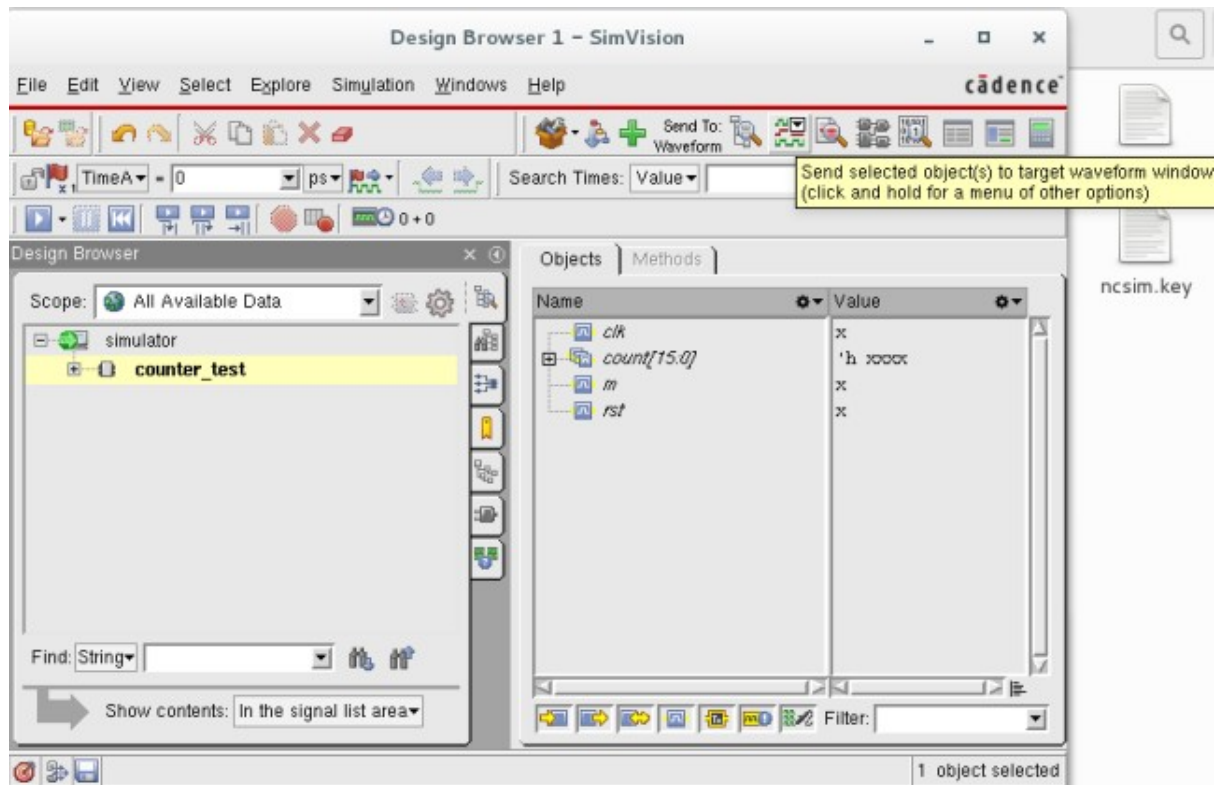 Design Browser 1 - SimVision
File Edit View Select Explore Simulation Windows Help
cādence
Send To:
Waveform
TimeA = 0 ps
Search Times: Value
Send selected object(s) to target waveform window
(click and hold for a menu of other options)
0 + 0
ncsim.key
Design Browser
Scope: All Available Data
simulator
counter_test
Find: String
Show contents: In the signal list area
Objects Methods
Name Value
clk x
count[15:0] 'h xxxx
m x
rst x
Filter:
1 object selected